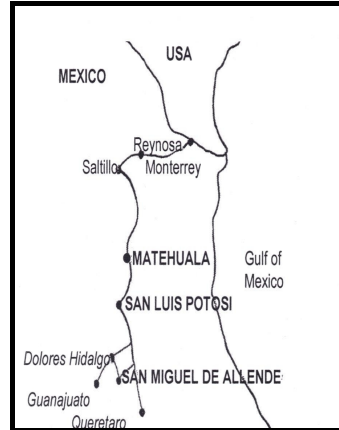 USA
MEXICO
Reynosa
Saltillo
Monterrey
MATEHUALA
Gulf of
Mexico
SAN LUIS POTOSI
Dolores Hidalgo
SAN MIGUEL DE ALLENDE
Guanajuato
Queretaro